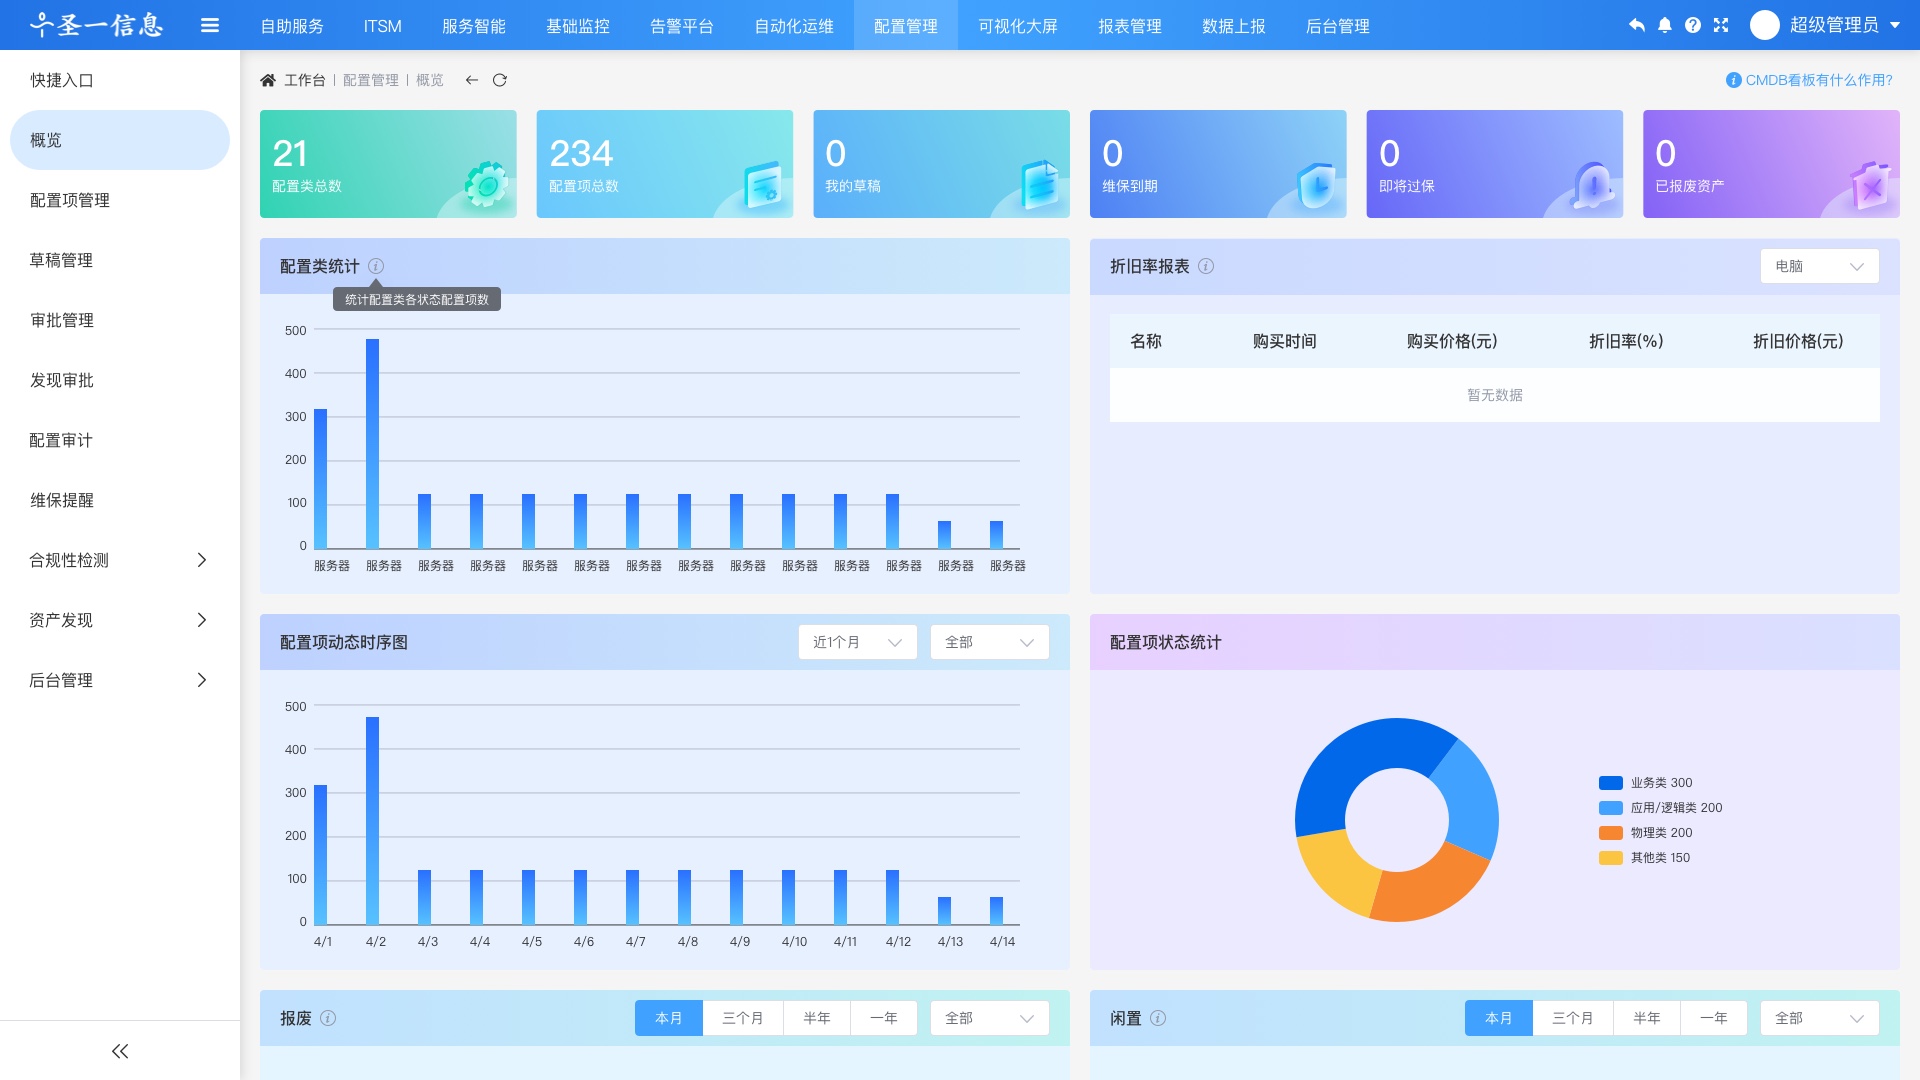 圣一信息
自助服务 ITSM 服务智能 基础监控 告警平台 自动化运维 配置管理 可视化大屏 报表管理 数据上报 后台管理
超级管理员
快捷入口
概览
配置项管理
草稿管理
审批管理
发现审批
配置审计
维保提醒
合规性检测
资产发现
后台管理
工作台 | 配置管理 | 概览
CMDB看板有什么作用?
21
配置类总数
234
配置项总数
0
我的草稿
0
维保到期
0
即将过保
0
已报废资产
配置类统计
统计配置类各状态配置项数
500
400
300
200
100
0
服务器 服务器 服务器 服务器 服务器 服务器 服务器 服务器 服务器 服务器 服务器 服务器 服务器 服务器
折旧率报表
电脑
名称 购买时间 购买价格(元) 折旧率(%) 折旧价格(元)
暂无数据
配置项动态时序图
近1个月 全部
500
400
300
200
100
0
4/1 4/2 4/3 4/4 4/5 4/6 4/7 4/8 4/9 4/10 4/11 4/12 4/13 4/14
配置项状态统计
业务类 300
应用/逻辑类 200
物理类 200
其他类 150
报废
本月 三个月 半年 一年 全部
闲置
本月 三个月 半年 一年 全部